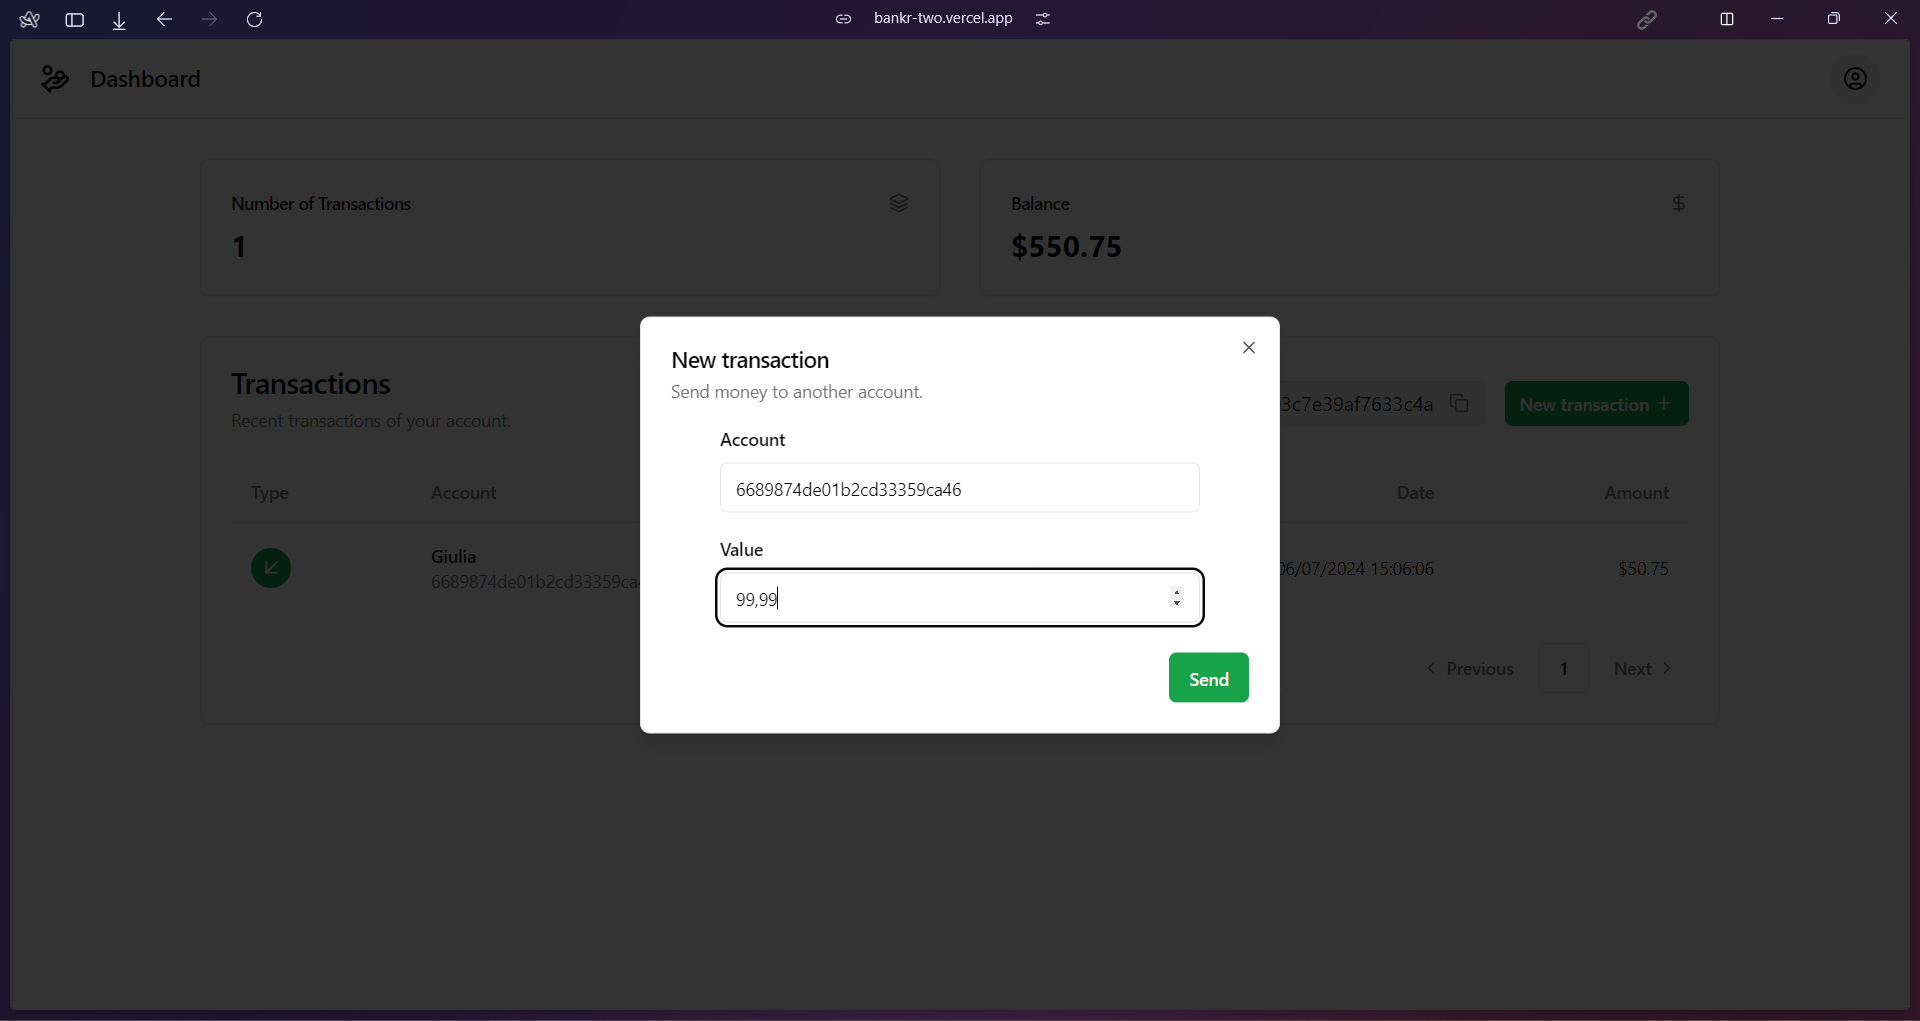 bankr-two.vercel.app
Dashboard
Number of Transactions
1
Balance
$
$550.75
Transactions
Recent transactions of your account.
3c7e39af7633c4a
New transaction +
Type Account Date Amount
Giulia
6689874de01b2cd33359ca
06/07/2024 15:06:06
$50.75
Previous 1 Next
New transaction
Send money to another account.
Account
6689874de01b2cd33359ca46
Value
99,99
Send